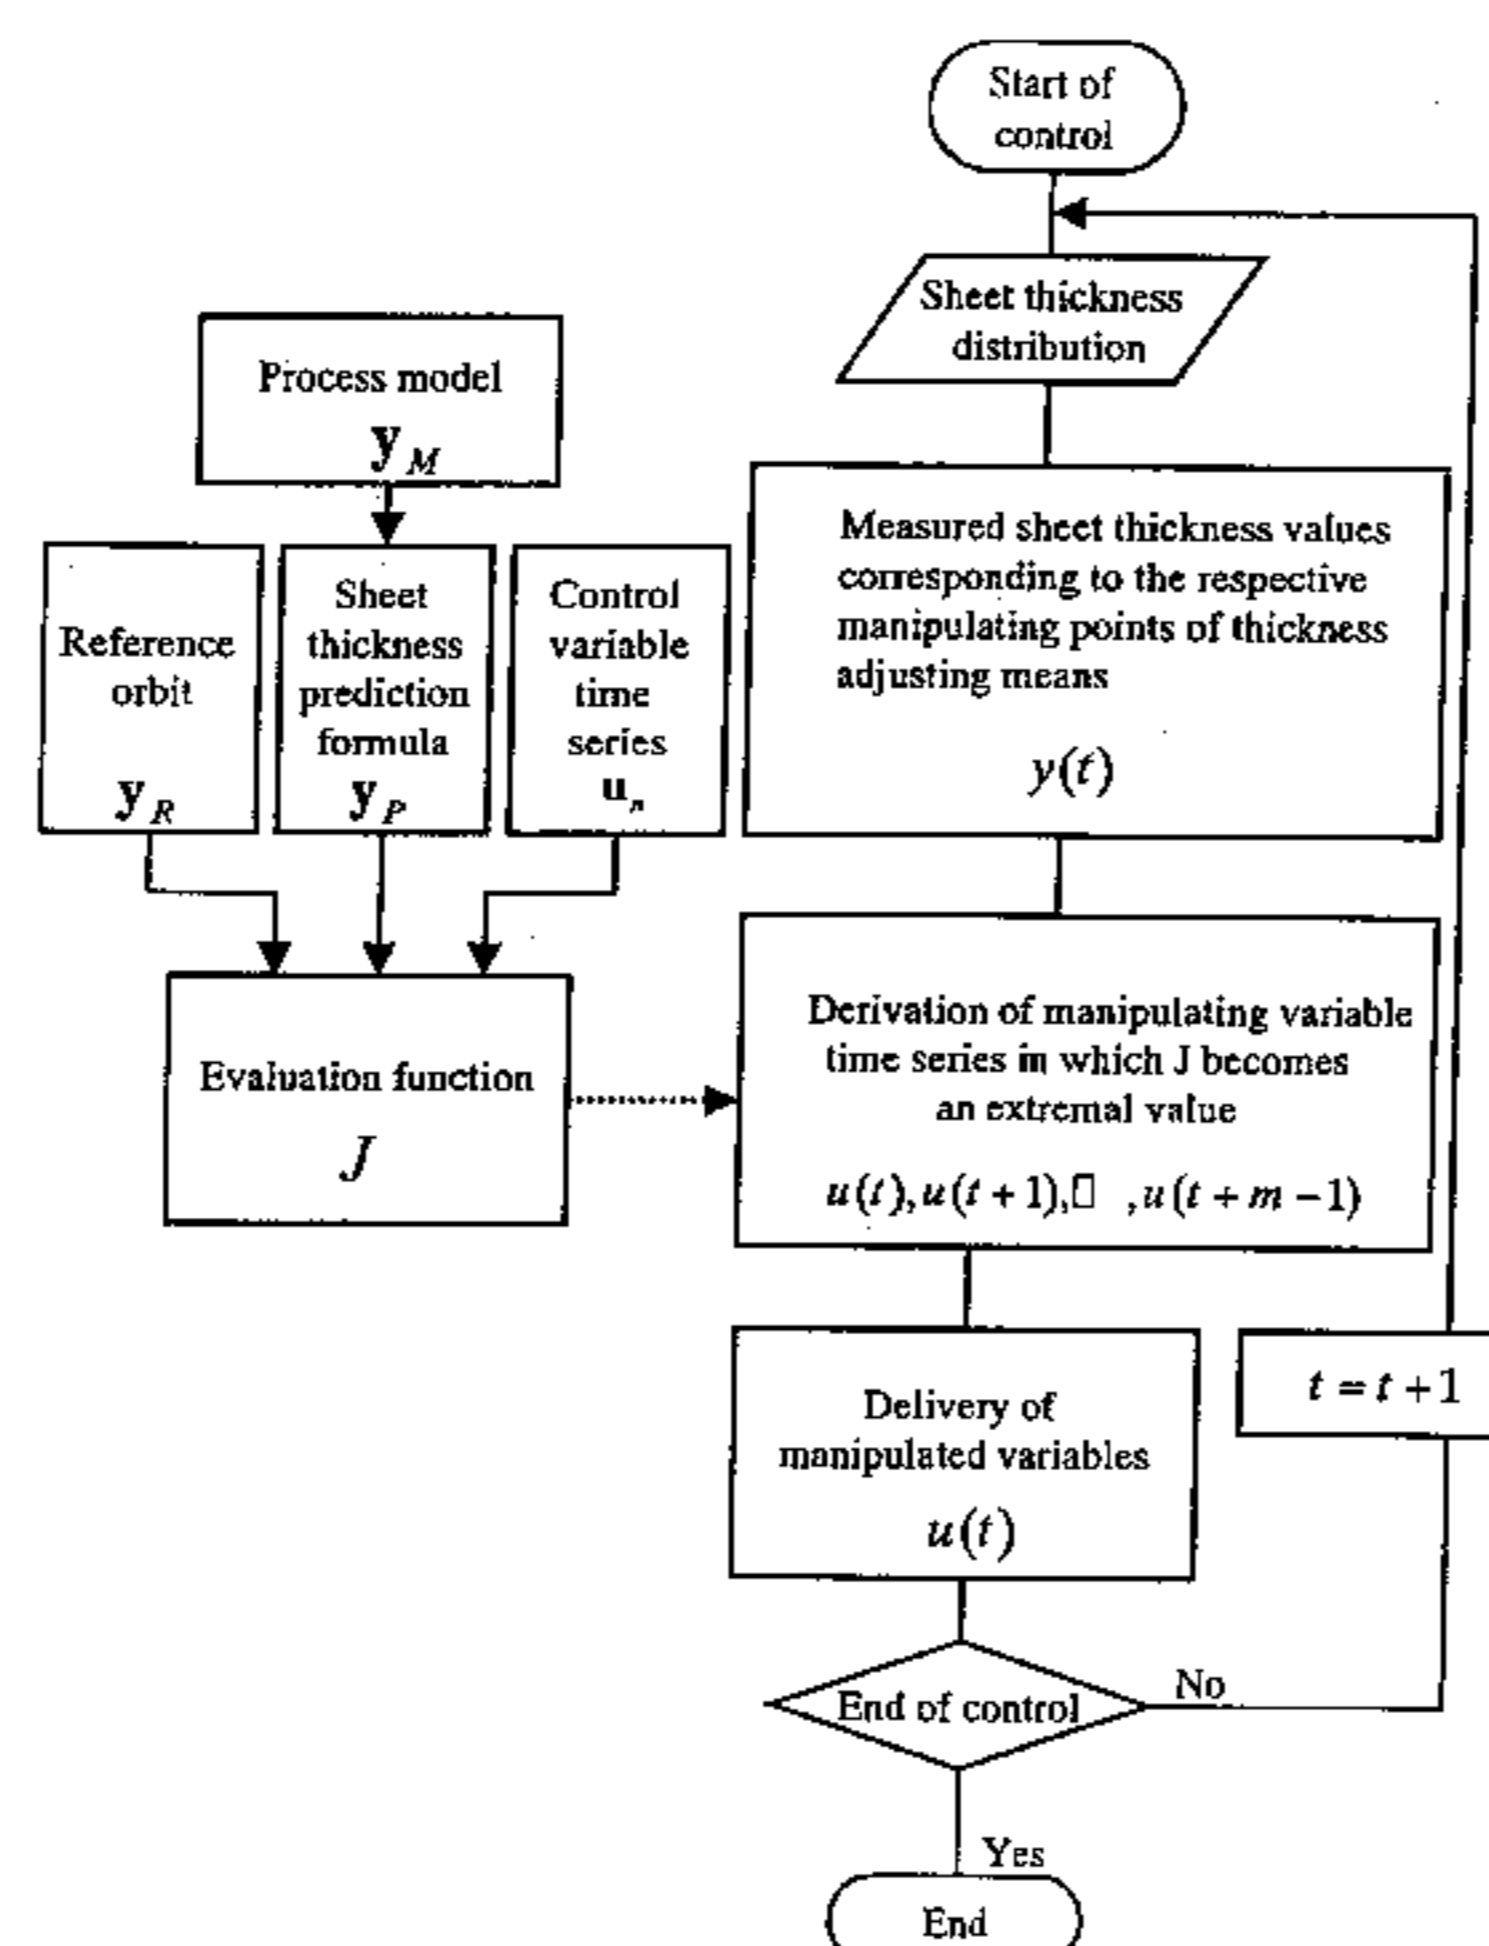 Start of
control
Sheet thickness
distribution
Process model
y_M
Reference
orbit
y_R
Sheet
thickness
prediction
formula
y_P
Control
variable
time
series
u_n
Measured sheet thickness values
corresponding to the respective
manipulating points of thickness
adjusting means
y(t)
Evaluation function
J
Derivation of manipulating variable
time series in which J becomes
an extremal value
u(t), u(t+1),□ ,u(t+m−1)
Delivery of
manipulated variables
u(t)
t = t + 1
End of control
No
Yes
End